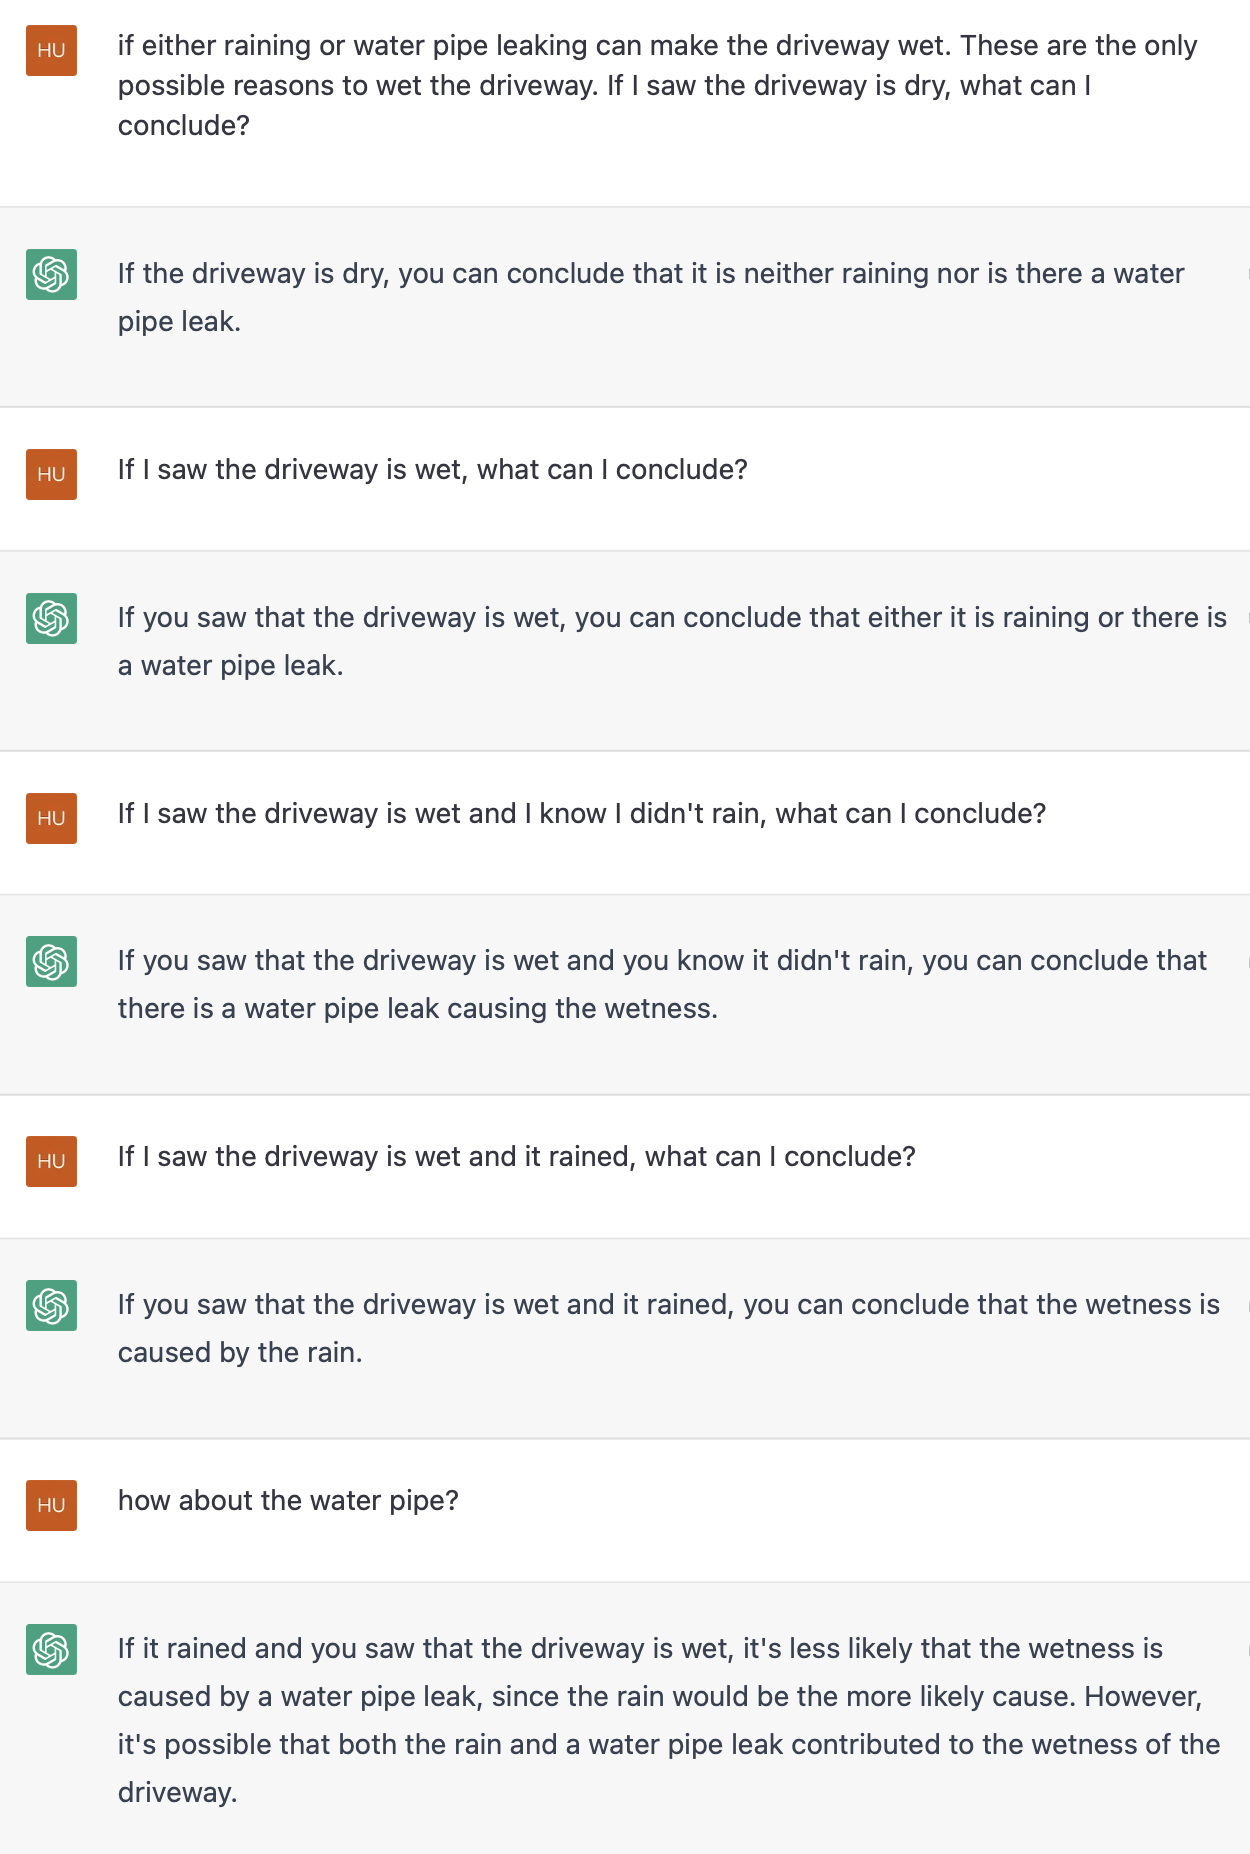 HU
if either raining or water pipe leaking can make the driveway wet. These are the only
possible reasons to wet the driveway. If I saw the driveway is dry, what can I
conclude?
If the driveway is dry, you can conclude that it is neither raining nor is there a water
pipe leak.
HU
If I saw the driveway is wet, what can I conclude?
If you saw that the driveway is wet, you can conclude that either it is raining or there is
a water pipe leak.
HU
If I saw the driveway is wet and I know I didn't rain, what can I conclude?
If you saw that the driveway is wet and you know it didn't rain, you can conclude that
there is a water pipe leak causing the wetness.
HU
If I saw the driveway is wet and it rained, what can I conclude?
If you saw that the driveway is wet and it rained, you can conclude that the wetness is
caused by the rain.
HU
how about the water pipe?
If it rained and you saw that the driveway is wet, it's less likely that the wetness is
caused by a water pipe leak, since the rain would be the more likely cause. However,
it's possible that both the rain and a water pipe leak contributed to the wetness of the
driveway.